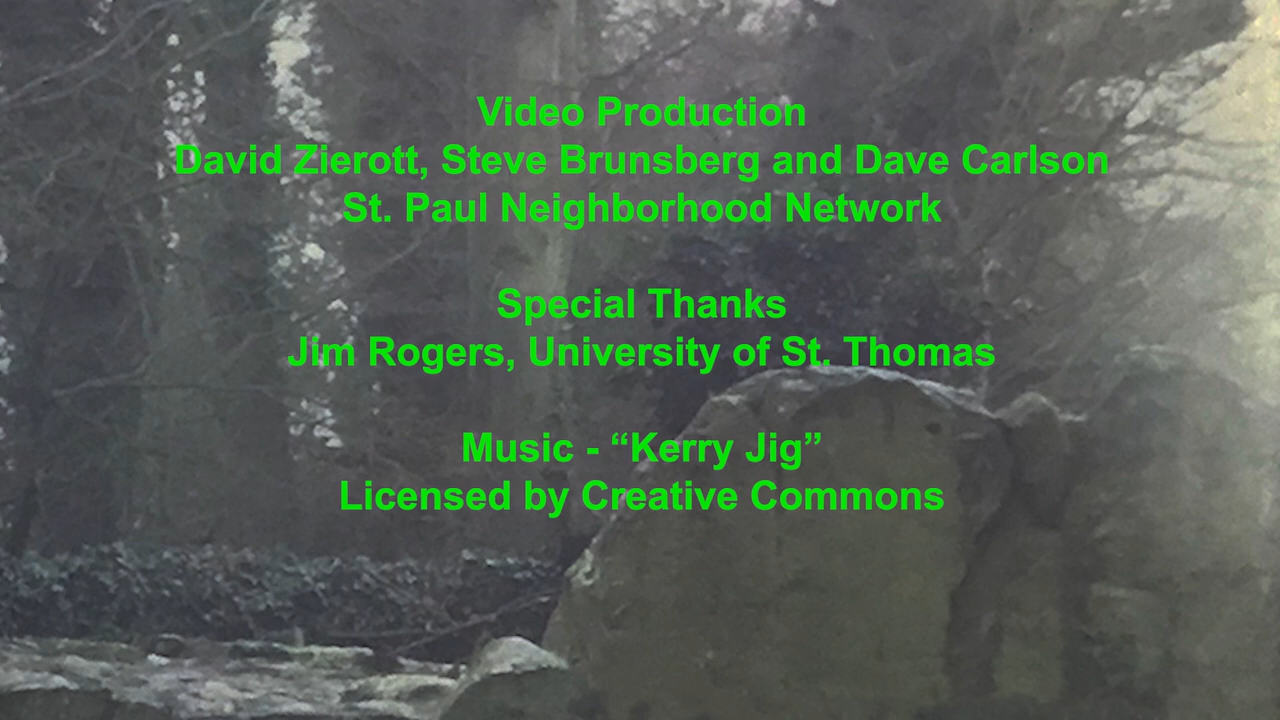 Video Production
David Zierott, Steve Brunsberg and Dave Carlson
St. Paul Neighborhood Network
Special Thanks
Jim Rogers, University of St. Thomas
Music - “Kerry Jig”
Licensed by Creative Commons